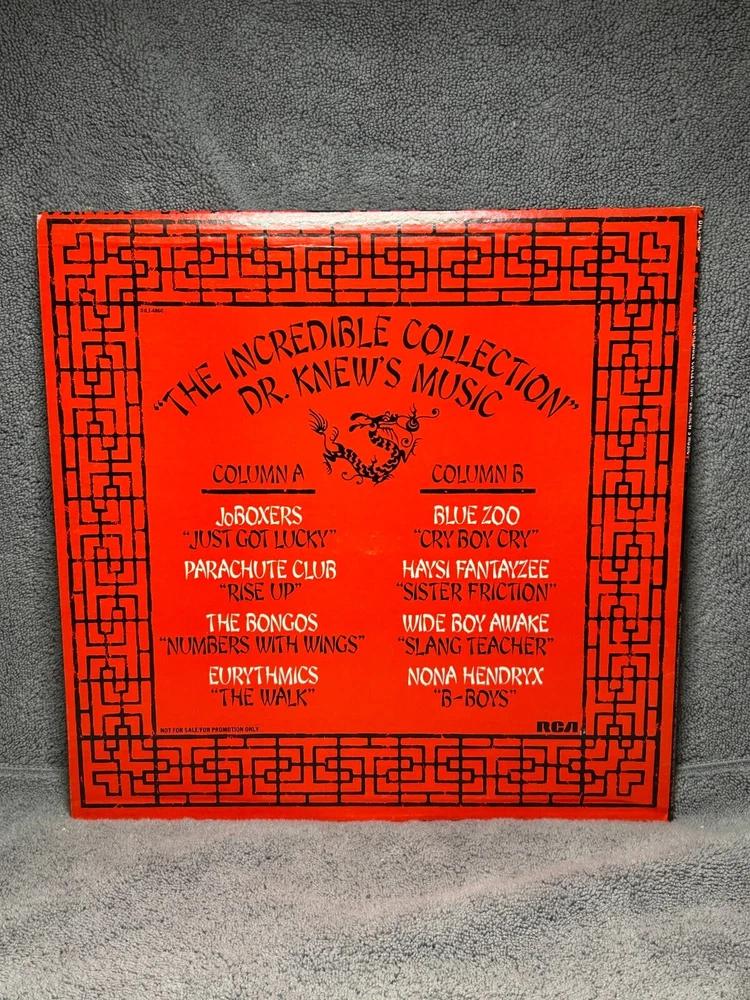 "THE INCREDIBLE COLLECTION"
DR. KNEW'S MUSIC
COLUMN A
JoBOXERS
"JUST GOT LUCKY"
PARACHUTE CLUB
"RISE UP"
THE BONGOS
"NUMBERS WITH WINGS"
EURYTHMICS
"THE WALK"
COLUMN B
BLUE ZOO
"CRY BOY CRY"
HAYSI FANTAYZEE
"SISTER FRICTION"
WIDE BOY AWAKE
"SLANG TEACHER"
NONA HENDRYX
"B-BOYS"
NOT FOR SALE/FOR PROMOTION ONLY
RCA